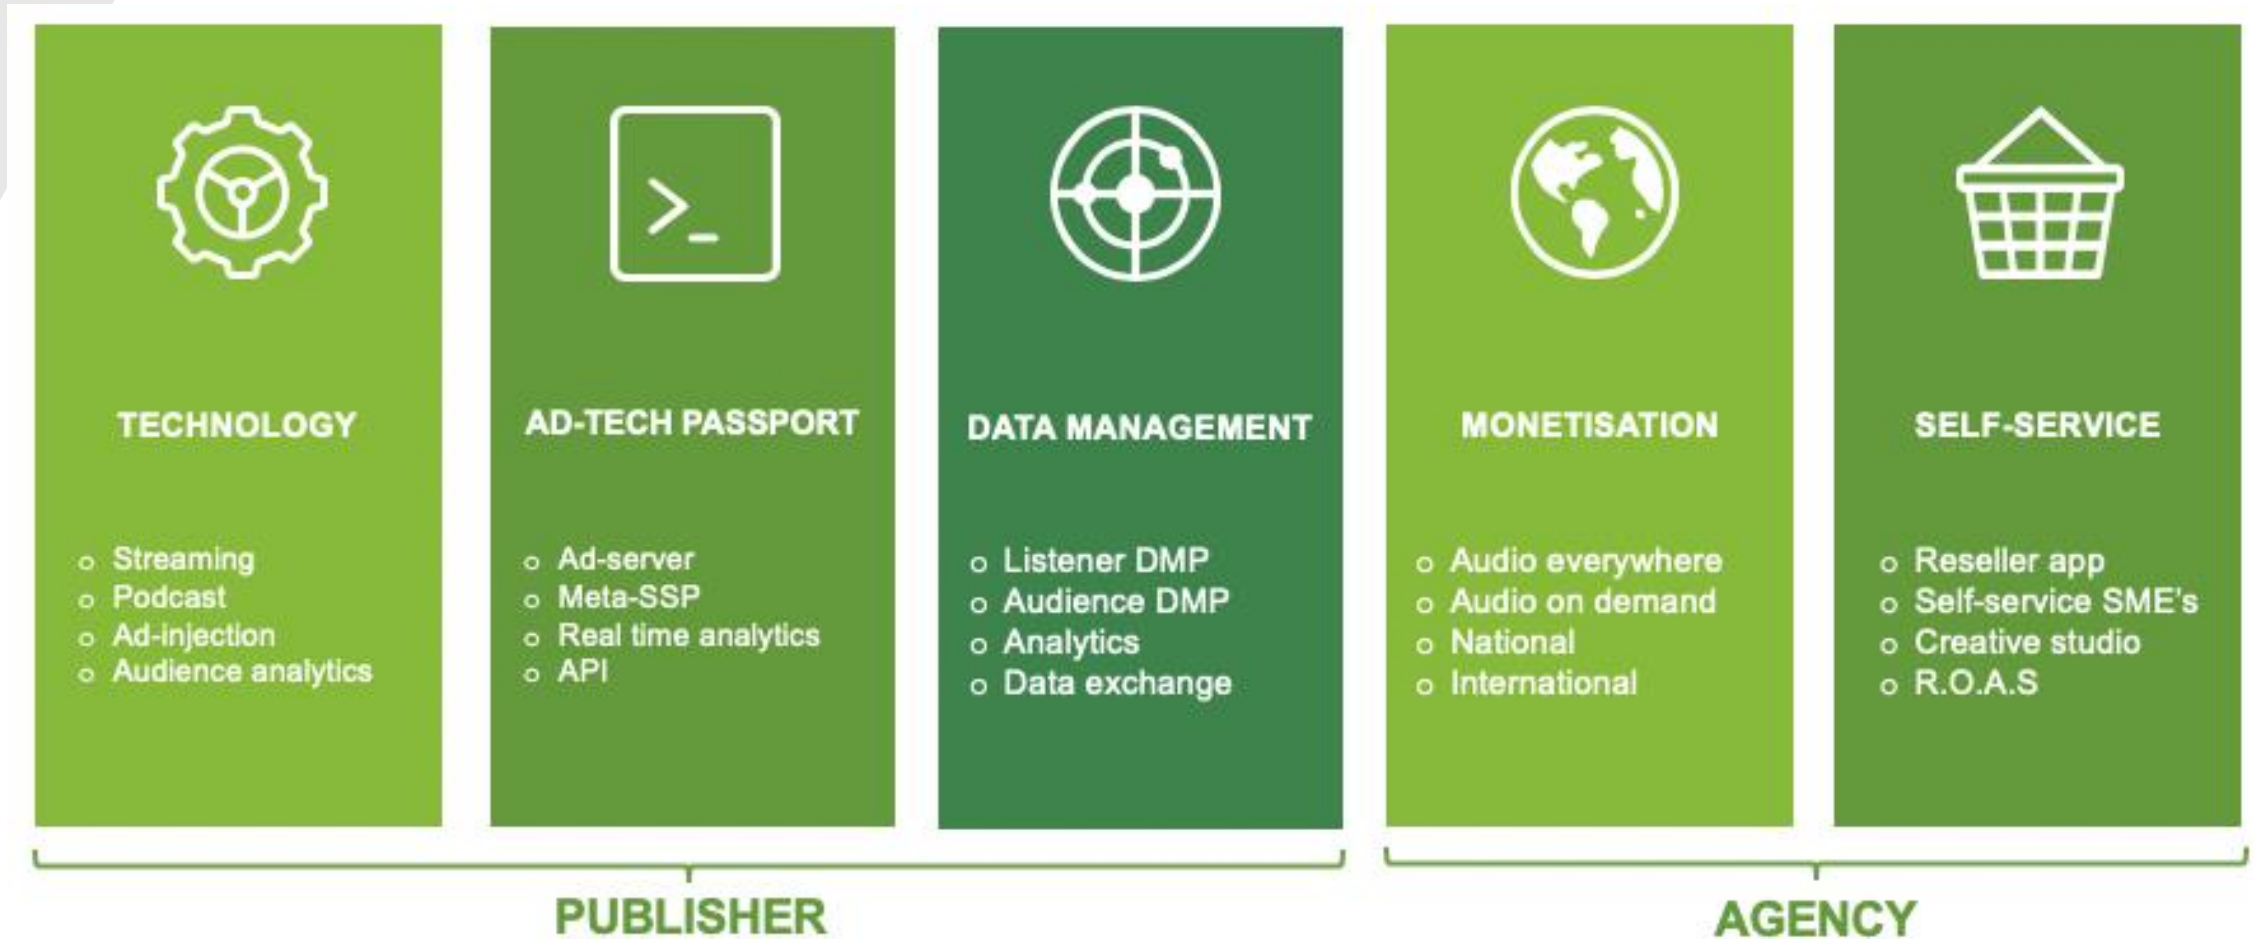 TECHNOLOGY
o Streaming
o Podcast
o Ad-injection
o Audience analytics
AD-TECH PASSPORT
o Ad-server
o Meta-SSP
o Real time analytics
o API
DATA MANAGEMENT
o Listener DMP
o Audience DMP
o Analytics
o Data exchange
MONETISATION
o Audio everywhere
o Audio on demand
o National
o International
SELF-SERVICE
o Reseller app
o Self-service SME's
o Creative studio
o R.O.A.S
PUBLISHER
AGENCY